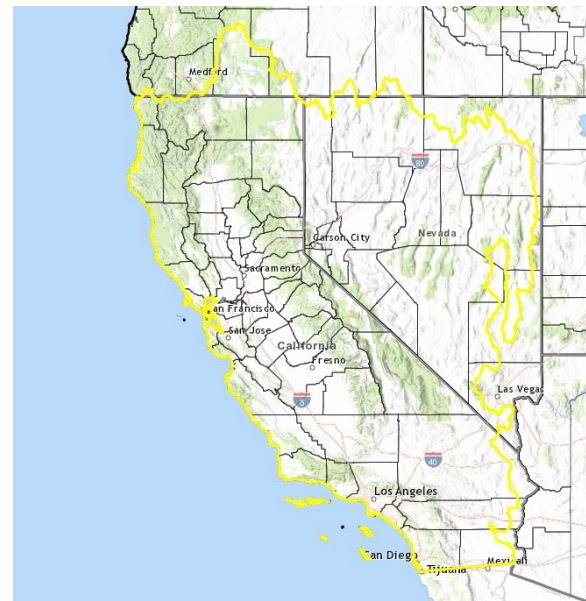 Medford
80
Nevada
Carson City
Sacramento
an Francisco
San Jose
California
Fresno
Las Vegas
5
40
Los Angeles
San Diego
Tijuana
Mexicali